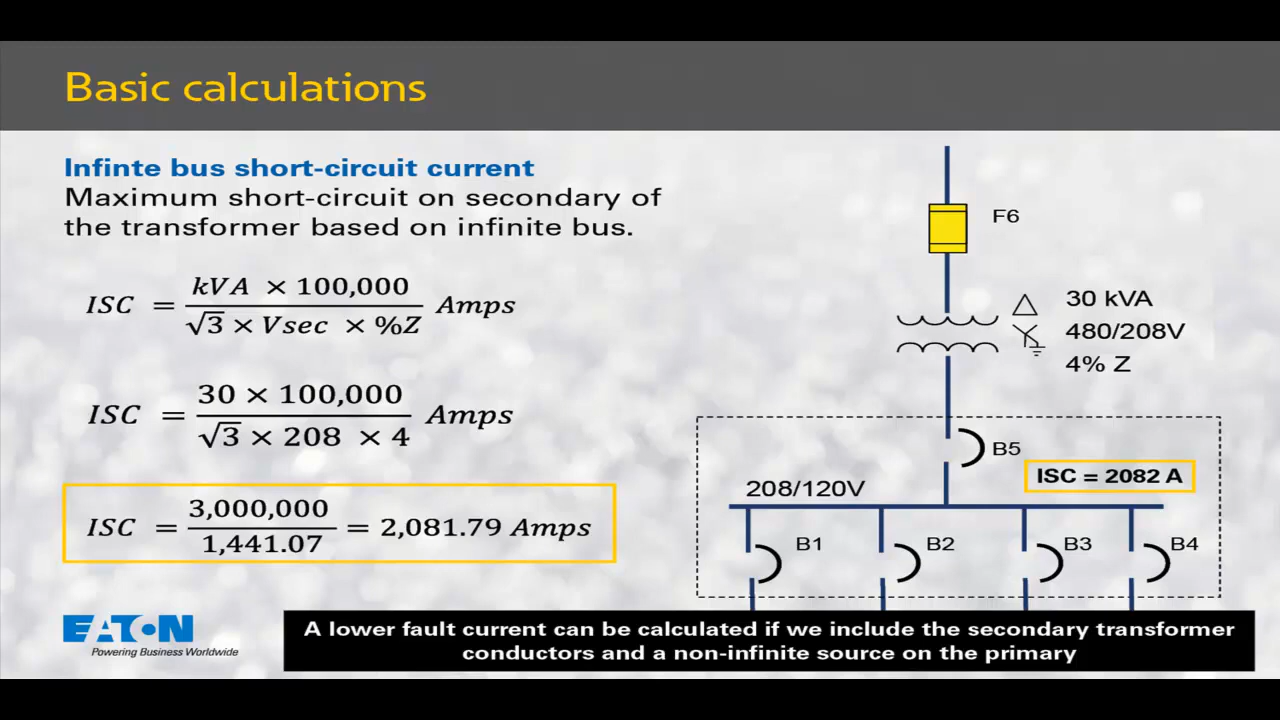 Basic calculations
Infinte bus short-circuit current
Maximum short-circuit on secondary of
the transformer based on infinite bus.
ISC = kVA × 100,000 / √3 × Vsec × %Z Amps
ISC = 30 × 100,000 / √3 × 208 × 4 Amps
ISC = 3,000,000 / 1,441.07 = 2,081.79 Amps
F6
30 kVA
480/208V
4% Z
B5
ISC = 2082 A
208/120V
B1
B2
B3
B4
EATON
Powering Business Worldwide
A lower fault current can be calculated if we include the secondary transformer
conductors and a non-infinite source on the primary